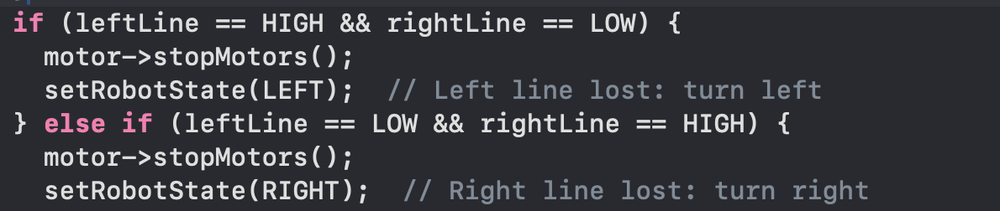 if (leftLine == HIGH && rightLine == LOW) {
  motor->stopMotors();
  setRobotState(LEFT);  // Left line lost: turn left
} else if (leftLine == LOW && rightLine == HIGH) {
  motor->stopMotors();
  setRobotState(RIGHT);  // Right line lost: turn right